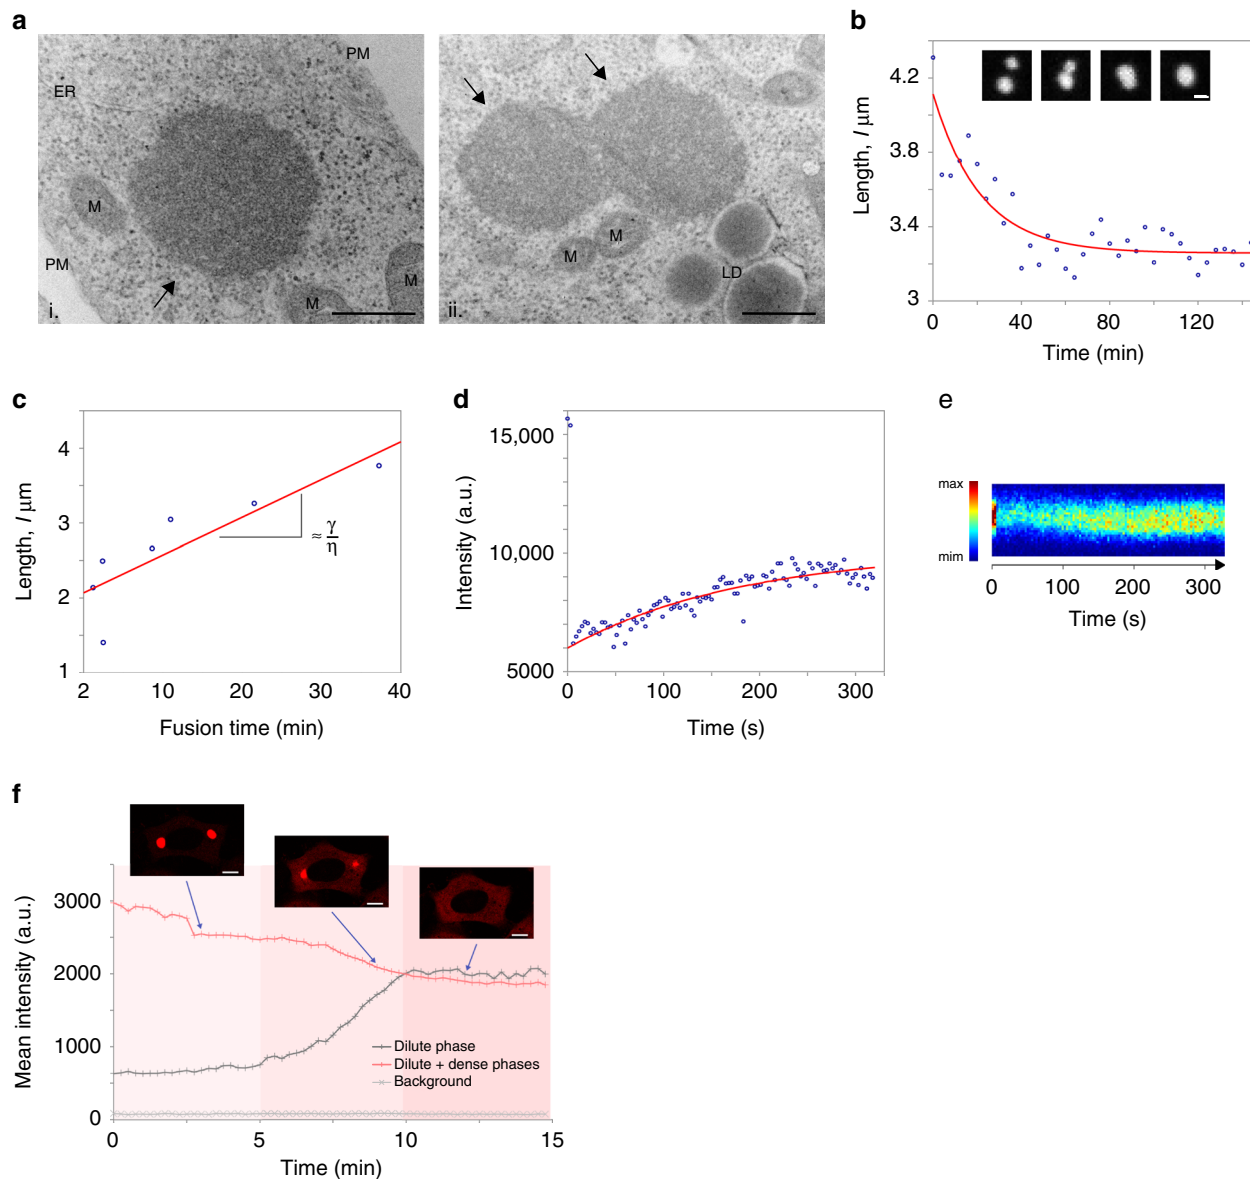 a
PM
ER
M
PM
M
M
i.
M
M
LD
ii.
b
4.2
3.8
3.4
3
Length, l μm
0
40
80
120
Time (min)
c
4
3
2
1
Length, l μm
≈ γ
η
2
10
20
30
40
Fusion time (min)
d
15,000
10,000
5000
Intensity (a.u.)
0
100
200
300
Time (s)
e
max
mim
0
100
200
300
Time (s)
f
3000
2000
1000
0
Mean intensity (a.u.)
Dilute phase
Dilute + dense phases
Background
0
5
10
15
Time (min)